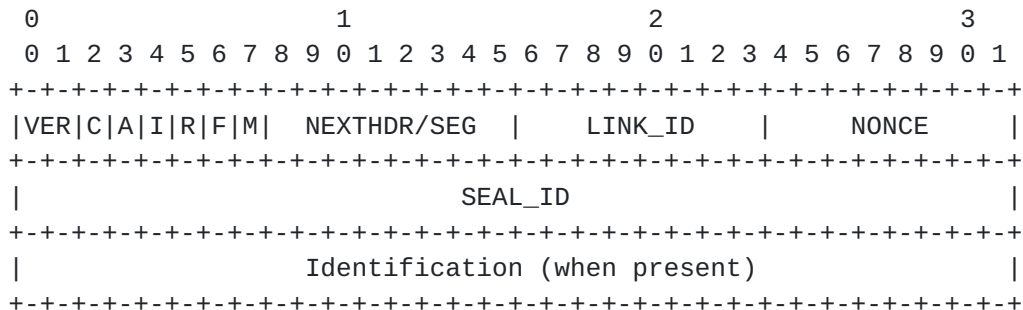 0                   1                   2                   3
 0 1 2 3 4 5 6 7 8 9 0 1 2 3 4 5 6 7 8 9 0 1 2 3 4 5 6 7 8 9 0 1
+-+-+-+-+-+-+-+-+-+-+-+-+-+-+-+-+-+-+-+-+-+-+-+-+-+-+-+-+-+-+-+-+
|VER|C|A|I|R|F|M|  NEXTHDR/SEG  |    LINK_ID    |     NONCE     |
+-+-+-+-+-+-+-+-+-+-+-+-+-+-+-+-+-+-+-+-+-+-+-+-+-+-+-+-+-+-+-+-+
|                            SEAL_ID                            |
+-+-+-+-+-+-+-+-+-+-+-+-+-+-+-+-+-+-+-+-+-+-+-+-+-+-+-+-+-+-+-+-+
|                  Identification (when present)                |
+-+-+-+-+-+-+-+-+-+-+-+-+-+-+-+-+-+-+-+-+-+-+-+-+-+-+-+-+-+-+-+-+